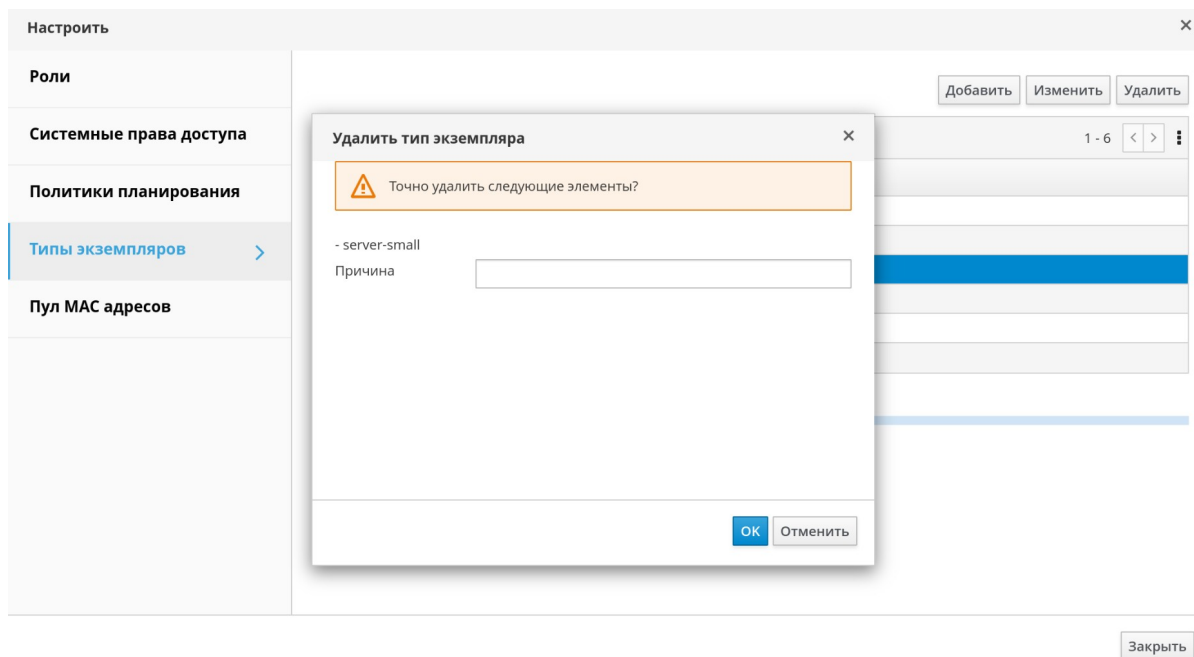 Настроить
Роли
Системные права доступа
Политики планирования
Типы экземпляров
Пул MAC адресов
Добавить Изменить Удалить
1 - 6
Удалить тип экземпляра
Точно удалить следующие элементы?
- server-small
Причина
OK Отменить
Закрыть